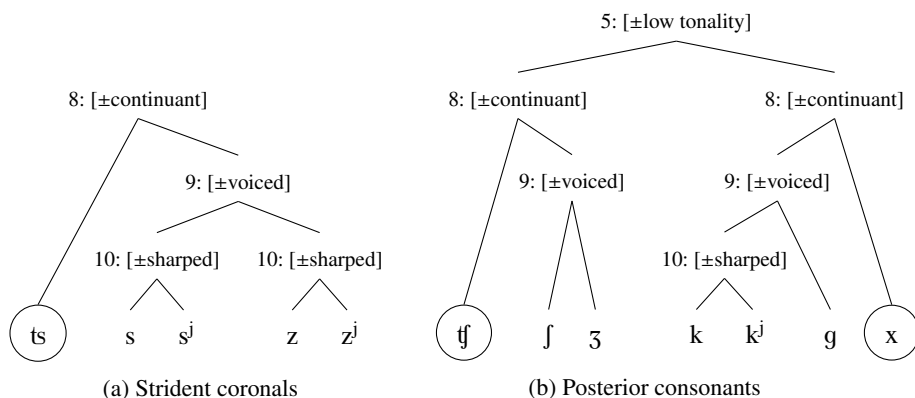 5: [±low tonality]
8: [±continuant]
8: [±continuant]
8: [±continuant]
9: [±voiced]
9: [±voiced]
9: [±voiced]
10: [±sharped]
10: [±sharped]
10: [±sharped]
ʦ s sʲ z zʲ
ʧ ʃ ʒ k kʲ ɡ x
(a) Strident coronals
(b) Posterior consonants